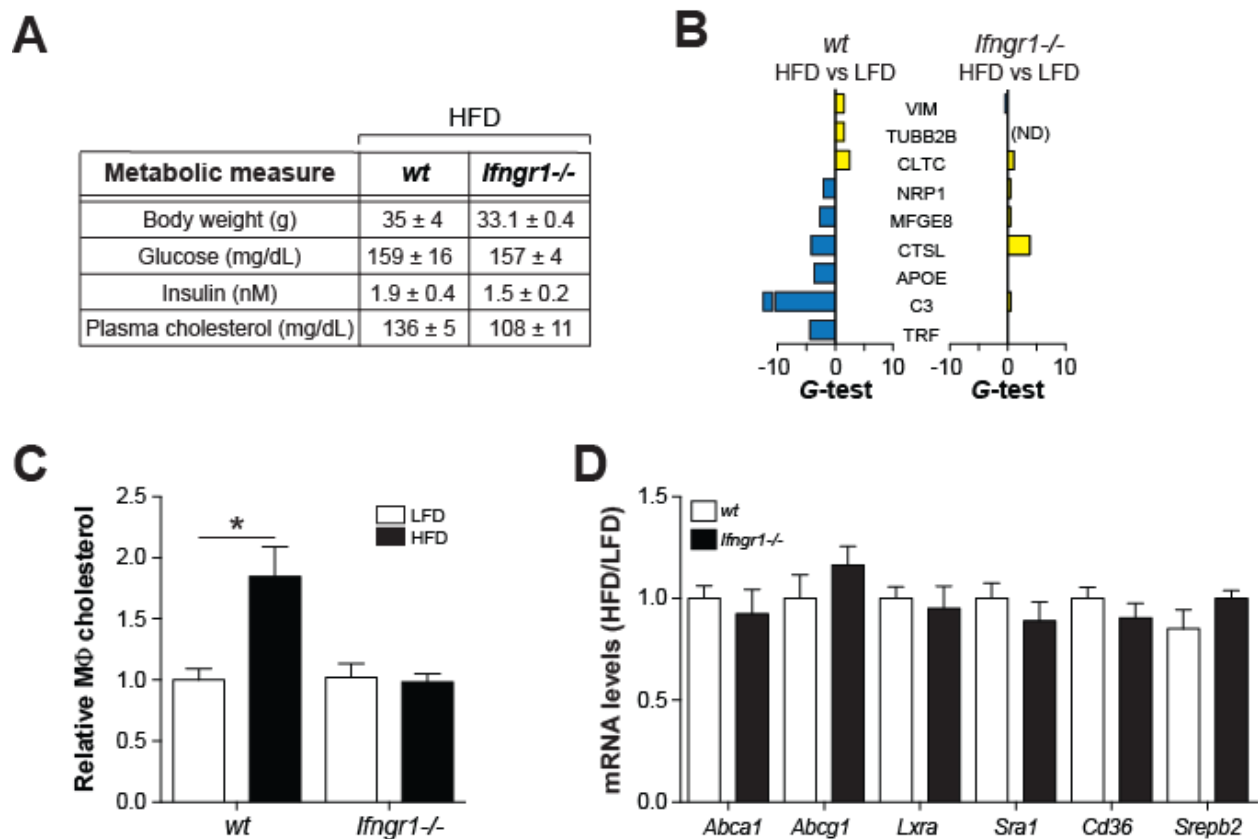 A
HFD
Metabolic measure wt Ifngr1-/-
Body weight (g) 35 ± 4 33.1 ± 0.4
Glucose (mg/dL) 159 ± 16 157 ± 4
Insulin (nM) 1.9 ± 0.4 1.5 ± 0.2
Plasma cholesterol (mg/dL) 136 ± 5 108 ± 11
B
wt Ifngr1-/-
HFD vs LFD HFD vs LFD
VIM
TUBB2B (ND)
CLTC
NRP1
MFGE8
CTSL
APOE
C3
TRF
-10 0 10 -10 0 10
G-test G-test
C
Relative MΦ cholesterol
2.5
2.0
1.5
1.0
0.5
0.0
*
LFD
HFD
wt Ifngr1-/-
D
mRNA levels (HFD/LFD)
1.5
1.0
0.5
0.0
wt
Ifngr1-/-
Abca1 Abcg1 Lxra Sra1 Cd36 Srepb2